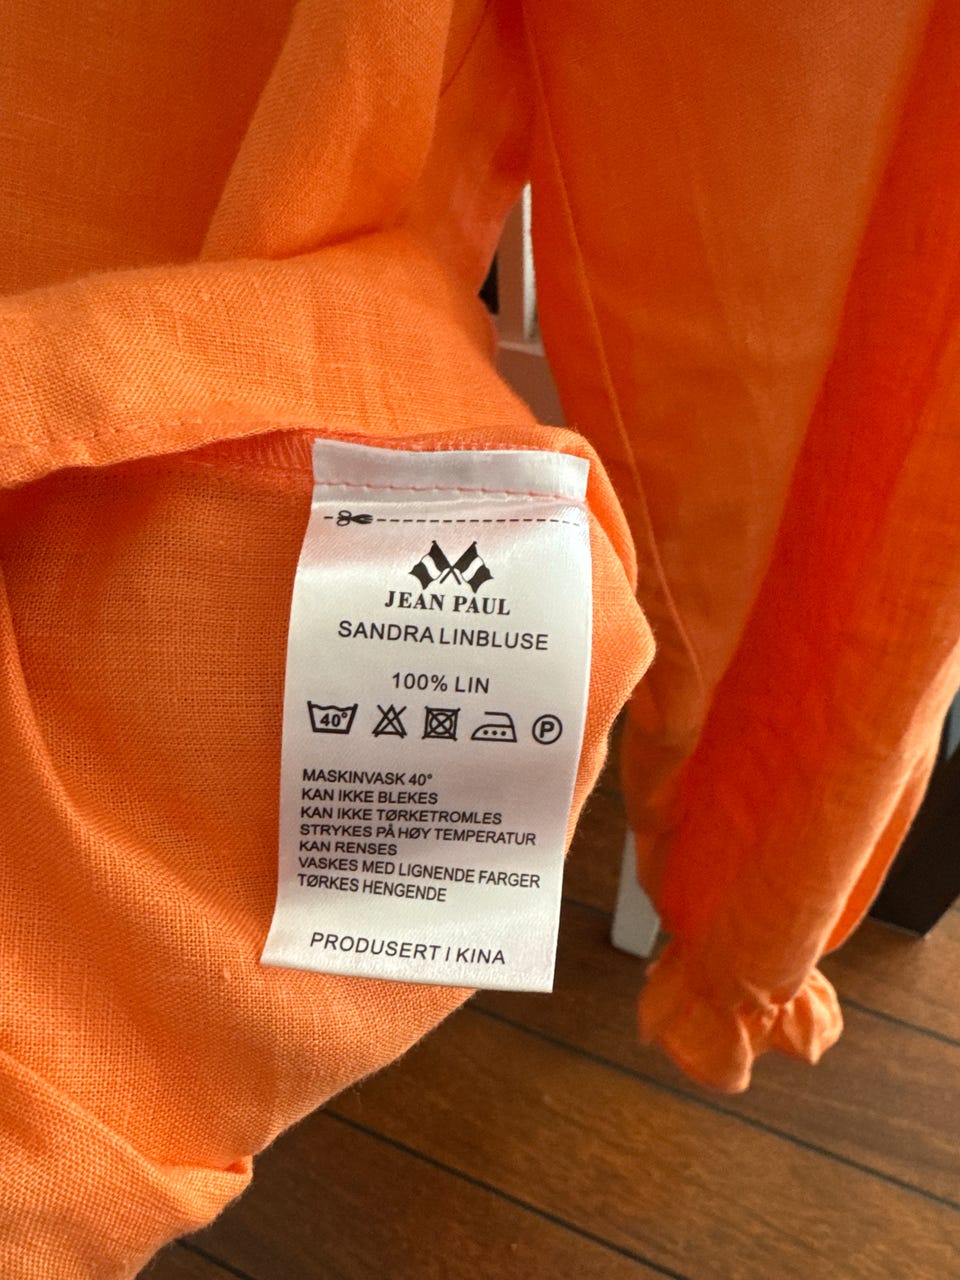 JEAN PAUL
SANDRA LINBLUSE
100% LIN
40° P
MASKINVASK 40°
KAN IKKE BLEKES
KAN IKKE TØRKETROMLES
STRYKES PÅ HØY TEMPERATUR
KAN RENSES
VASKES MED LIGNENDE FARGER
TØRKES HENGENDE
PRODUSERT I KINA